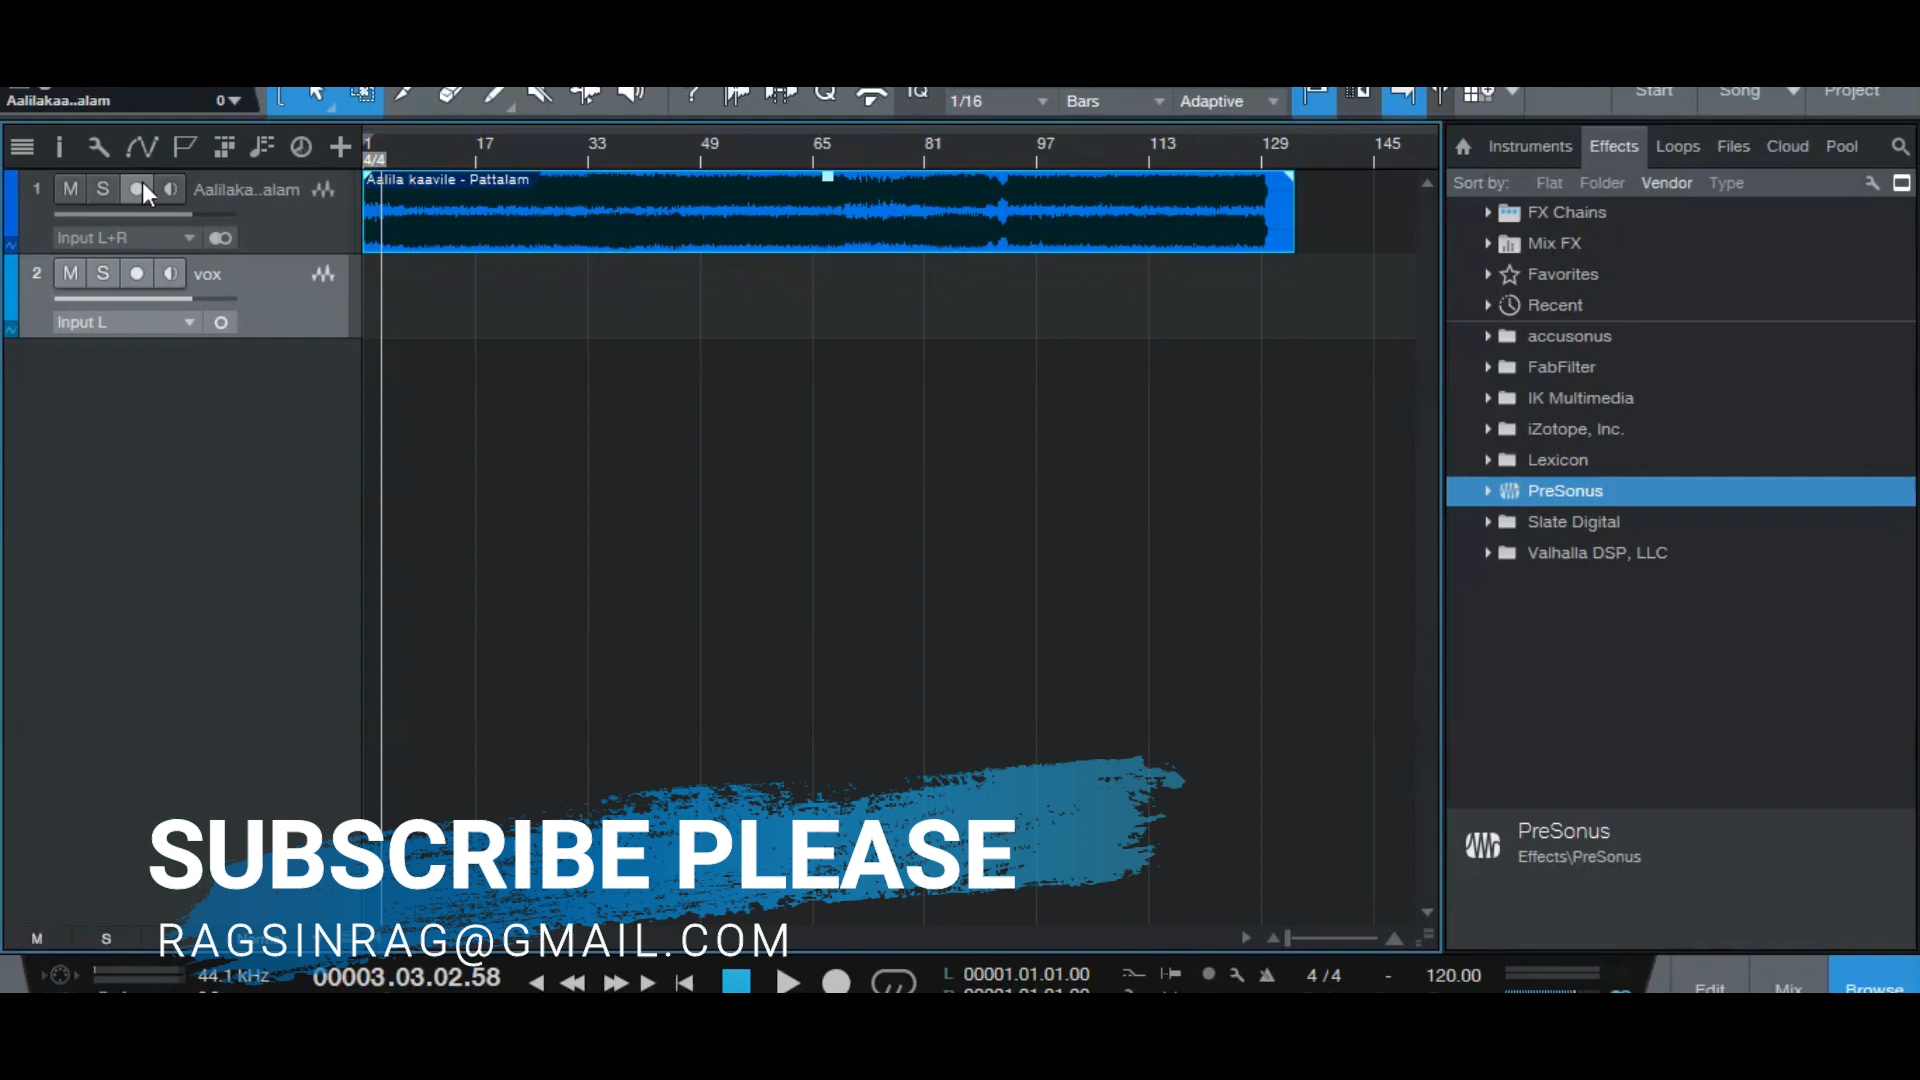 Aalilakaa..alam 0
1/16 Bars Adaptive Start Song Project
1 17 33 49 65 81 97 113 129 145
4/4
Instruments Effects Loops Files Cloud Pool
Sort by: Flat Folder Vendor Type
1 M S Aalilaka..alam
Input L+R
Aalila kaavile - Pattalam
2 M S vox
Input L
FX Chains
Mix FX
Favorites
Recent
accusonus
FabFilter
IK Multimedia
iZotope, Inc.
Lexicon
PreSonus
Slate Digital
Valhalla DSP, LLC
PreSonus
Effects\PreSonus
SUBSCRIBE PLEASE
RAGSINRAG@GMAIL.COM
M S
44.1 kHz 00003.03.02.58 L 00001.01.01.00 4 / 4 - 120.00
Edit Mix Browse